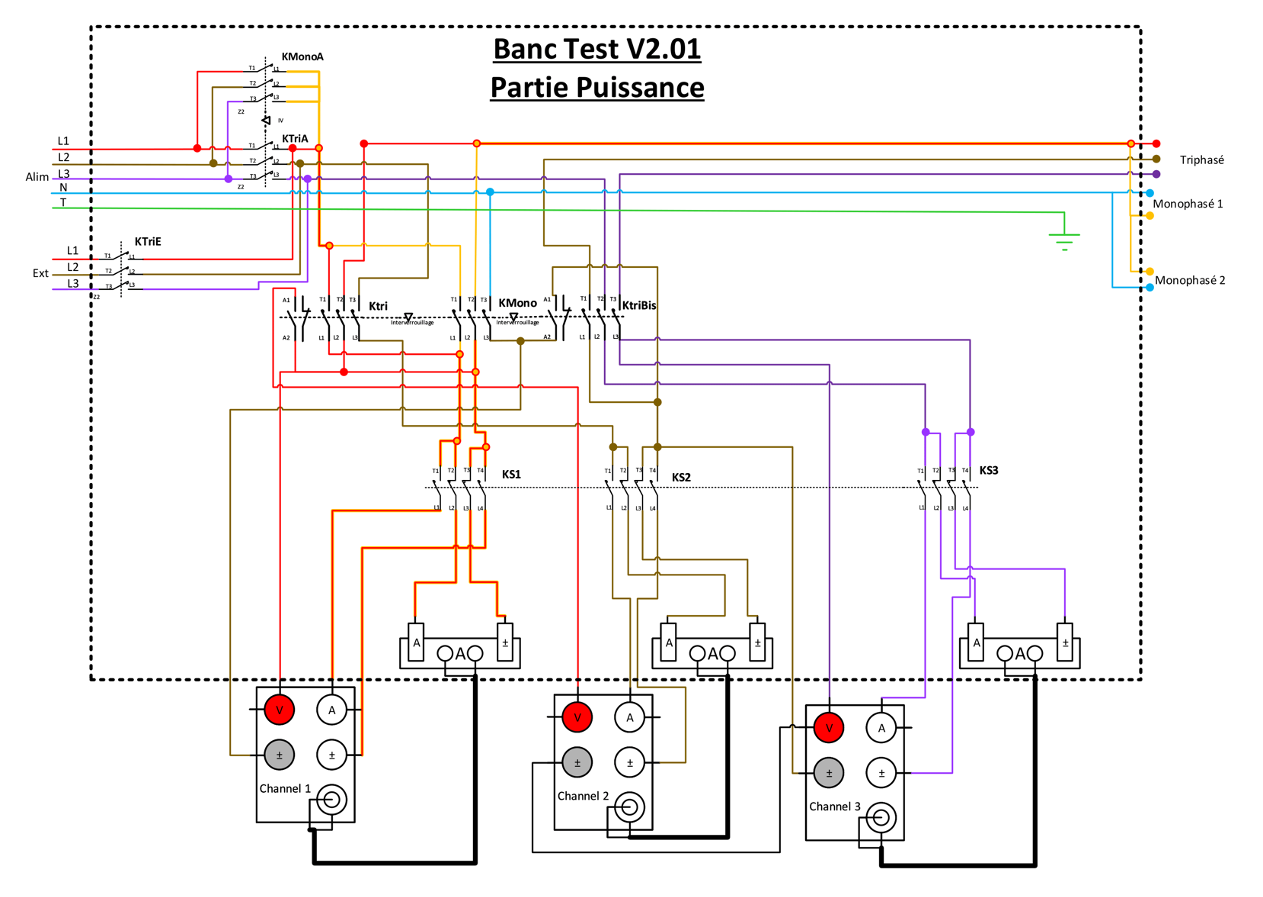 Banc Test V2.01
Partie Puissance
KMonoA
T1 L1
T2 L2
T3 L3
Z2
IV
KTriA
T1 L1
T2 L2
T3 L3
Z2
Alim
L1
L2
L3
N
T
Triphasé
Monophasé 1
Monophasé 2
KTriE
Ext
L1
L2
L3
T1 L1
T2 L2
T3 L3
Z2
A1 T1 T2 T3
Ktri
A2 L1 L2 L3
Interverrouillage
T1 T2 T3
KMono
L1 L2 L3
Interverrouillage
A1 T1 T2 T3
KtriBis
A2 L1 L2 L3
T1 T2 T3 T4
KS1
L1 L2 L3 L4
T1 T2 T3 T4
KS2
L1 L2 L3 L4
T1 T2 T3 T4
KS3
L1 L2 L3 L4
A ±
A
A ±
A
A ±
A
V A
± ±
Channel 1
V A
± ±
Channel 2
V A
± ±
Channel 3